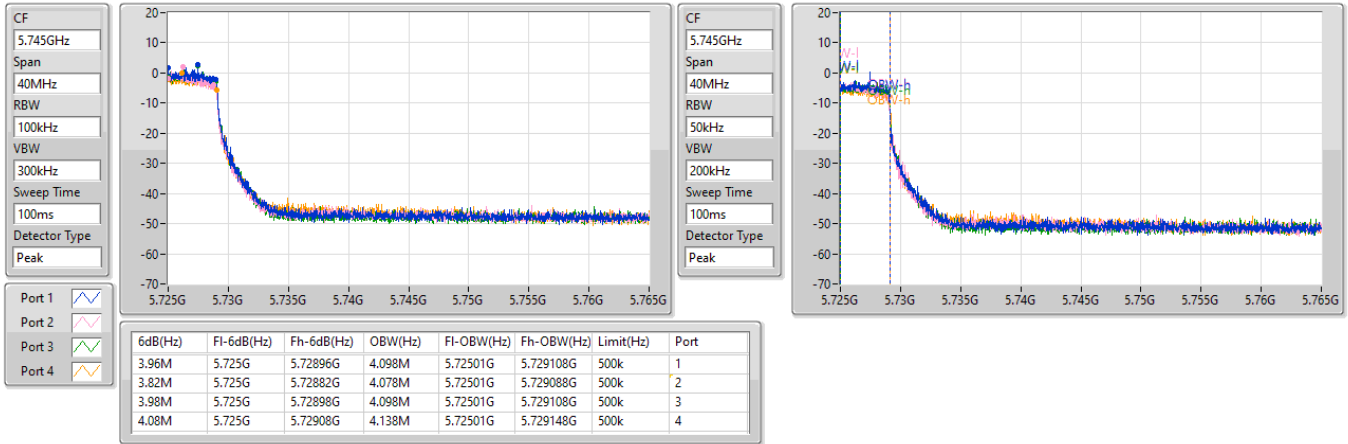 CF
5.745GHz
Span
40MHz
RBW
100kHz
VBW
300kHz
Sweep Time
100ms
Detector Type
Peak
Port 1
Port 2
Port 3
Port 4
20
10
0
-10
-20
-30
-40
-50
-60
-70
5.725G 5.73G 5.735G 5.74G 5.745G 5.75G 5.755G 5.76G 5.765G
CF
5.745GHz
Span
40MHz
RBW
50kHz
VBW
200kHz
Sweep Time
100ms
Detector Type
Peak
20
10
0
-10
-20
-30
-40
-50
-60
-70
W-l
W-l
OBW-h
OBW-h
5.725G 5.73G 5.735G 5.74G 5.745G 5.75G 5.755G 5.76G 5.765G
6dB(Hz) Fl-6dB(Hz) Fh-6dB(Hz) OBW(Hz) Fl-OBW(Hz) Fh-OBW(Hz) Limit(Hz) Port
3.96M 5.725G 5.72896G 4.098M 5.72501G 5.729108G 500k 1
3.82M 5.725G 5.72882G 4.078M 5.72501G 5.729088G 500k 2
3.98M 5.725G 5.72898G 4.098M 5.72501G 5.729108G 500k 3
4.08M 5.725G 5.72908G 4.138M 5.72501G 5.729148G 500k 4